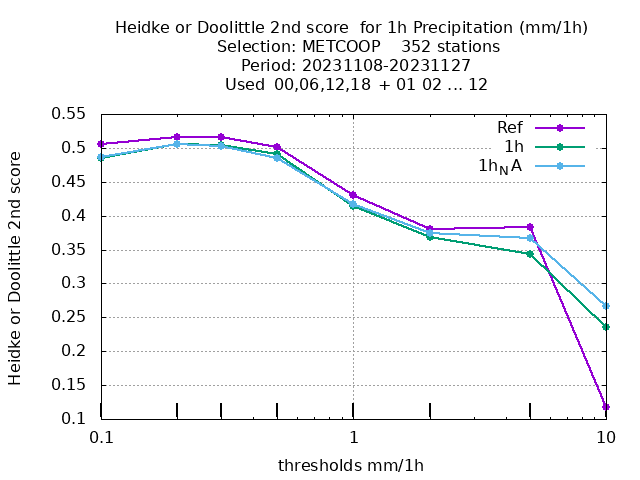 Heidke or Doolittle 2nd score  for 1h Precipitation (mm/1h)
Selection: METCOOP    352 stations
Period: 20231108-20231127
Used  00,06,12,18  + 01 02 ... 12
Ref
1h
1h_NA
0.55
0.5
0.45
0.4
0.35
0.3
0.25
0.2
0.15
0.1
Heidke or Doolittle 2nd score
0.1 1 10
thresholds mm/1h